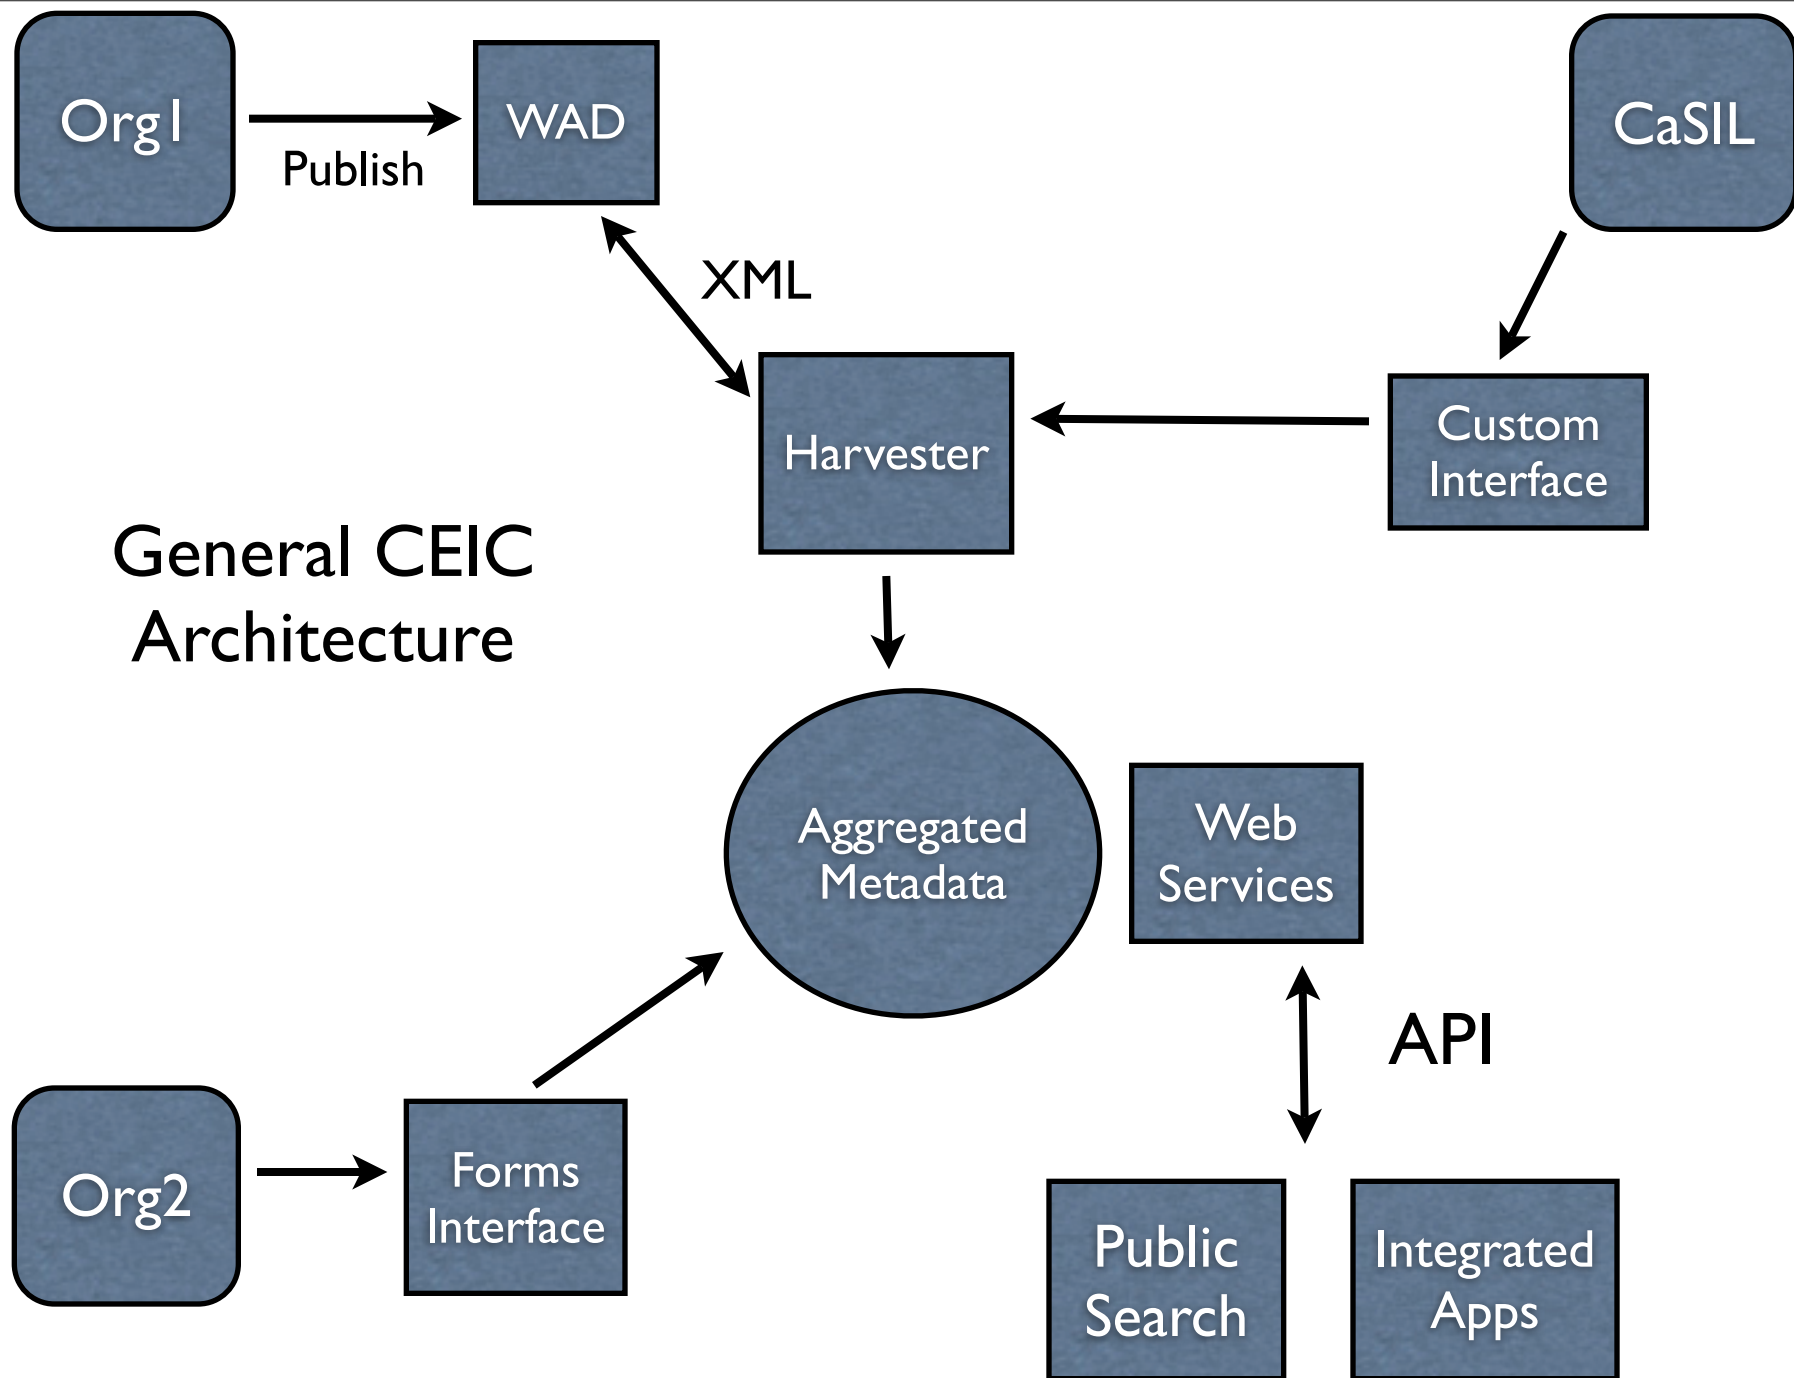 Org1
WAD
CaSIL
Publish
XML
Custom
Interface
Harvester
General CEIC
Architecture
Aggregated
Metadata
Web
Services
API
Org2
Forms
Interface
Public
Search
Integrated
Apps